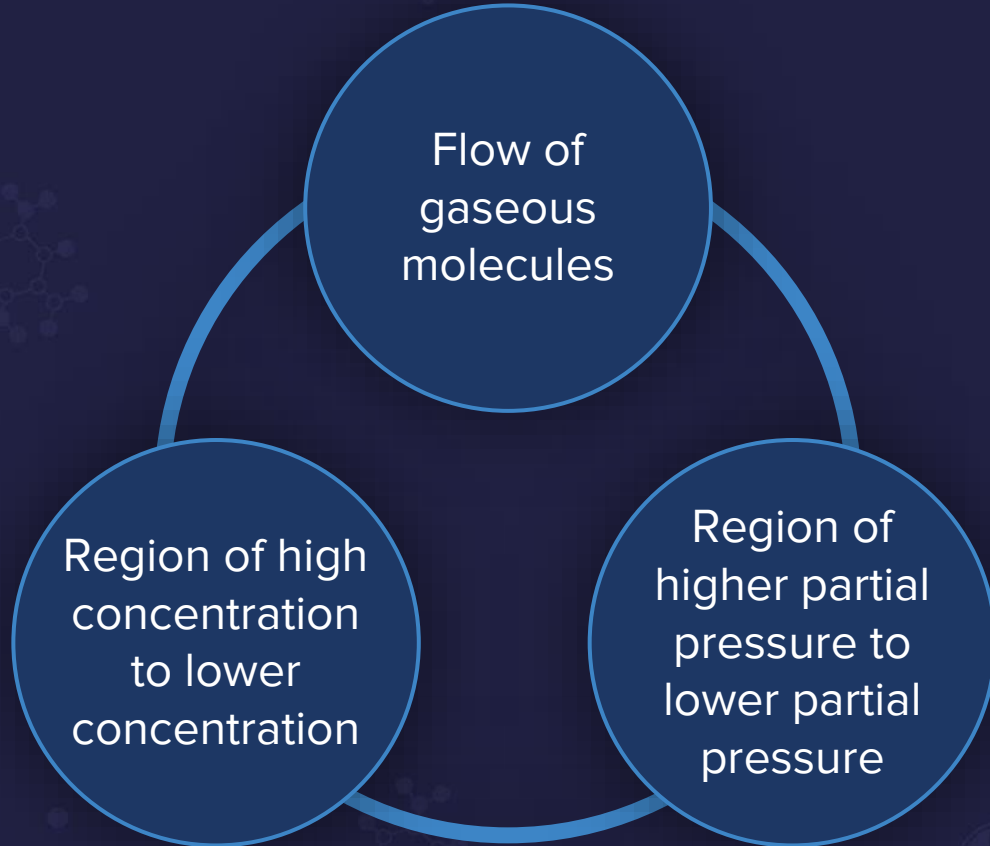 Flow of
gaseous
molecules
Region of high
concentration
to lower
concentration
Region of
higher partial
pressure to
lower partial
pressure